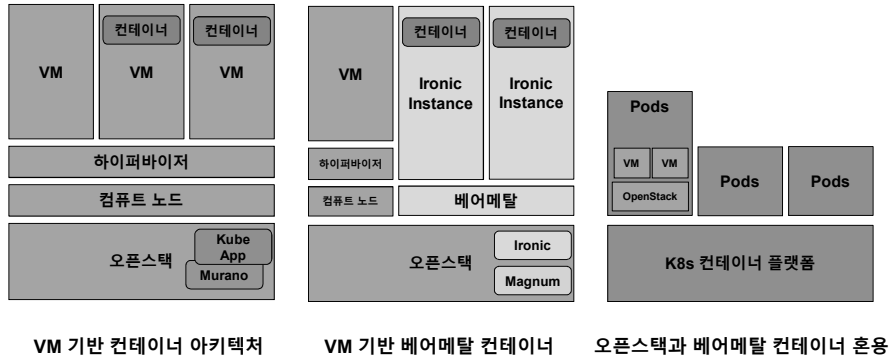 컨테이너
컨테이너
VM
VM
VM
하이퍼바이저
컴퓨트 노드
오픈스택
Kube
App
Murano
VM 기반 컨테이너 아키텍처
컨테이너
컨테이너
VM
Ironic
Instance
Ironic
Instance
하이퍼바이저
컴퓨트 노드
베어메탈
오픈스택
Ironic
Magnum
VM 기반 베어메탈 컨테이너
Pods
VM
VM
OpenStack
Pods
Pods
K8s 컨테이너 플랫폼
오픈스택과 베어메탈 컨테이너 혼용